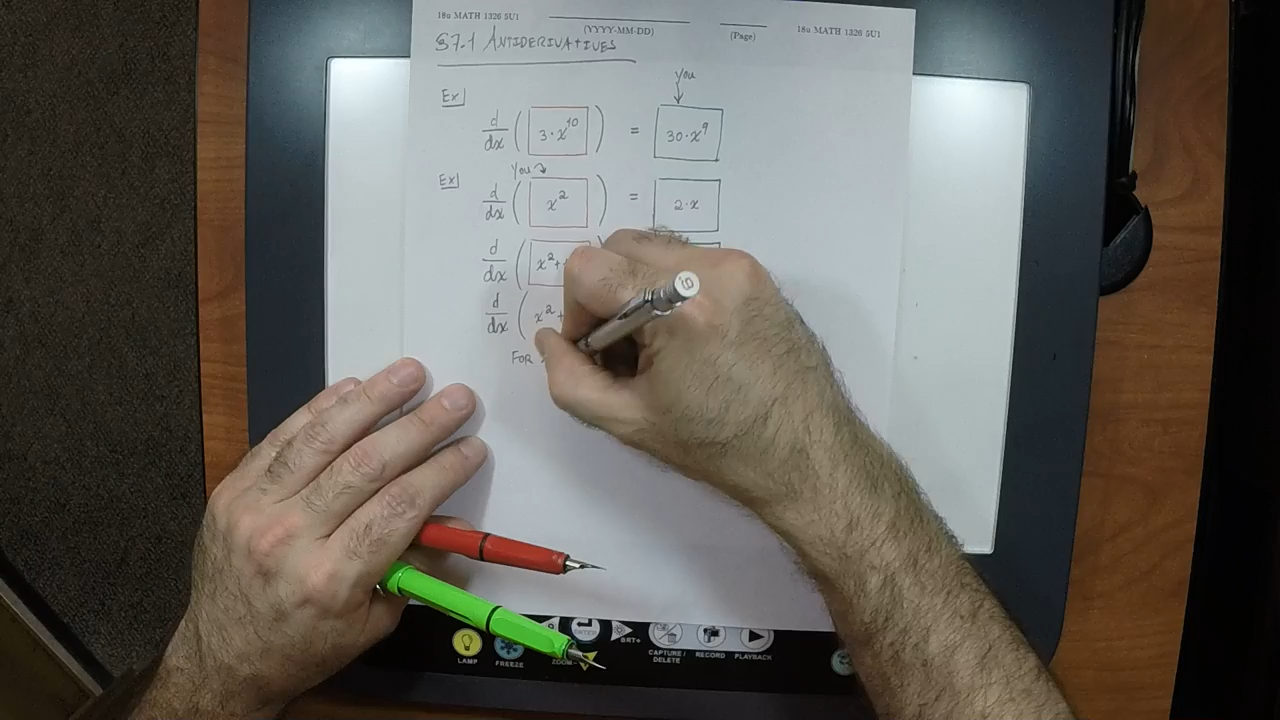 18u MATH 1326 5U1
(YYYY-MM-DD)
(Page)
18u MATH 1326 5U1
§7.1 ANTIDERIVATIVES
you
Ex
d/dx ( 3·x^10 ) = 30·x^9
you
Ex
d/dx ( x^2 ) = 2·x
d/dx ( x^2+
d/dx ( x^2 +
FOR
6
LAMP
FREEZE
ZOOM
ENTER
BRT+
CAPTURE / DELETE
RECORD
PLAYBACK